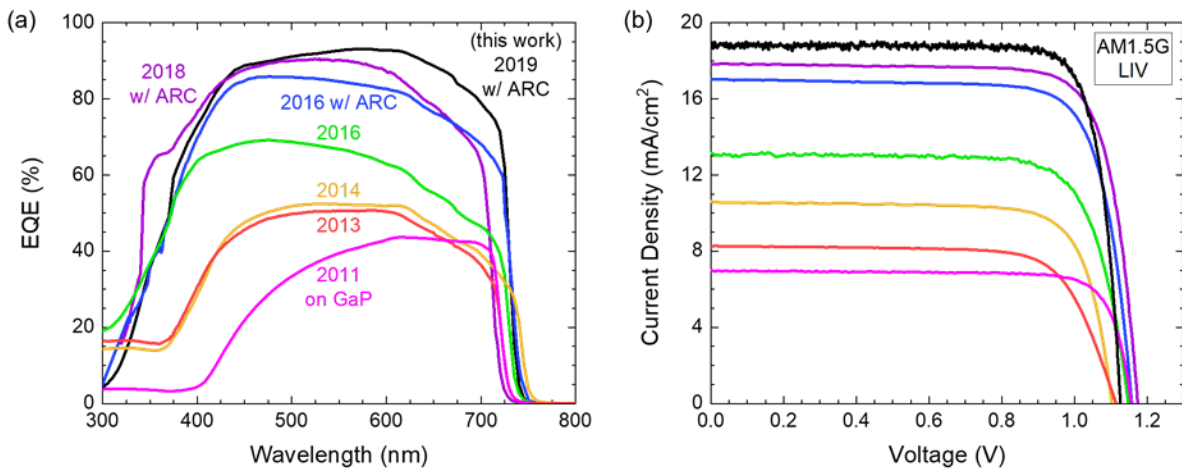 (a)
EQE (%)
100
80
60
40
20
0
300
400
500
600
700
800
Wavelength (nm)
2018
w/ ARC
(this work)
2019
w/ ARC
2016 w/ ARC
2016
2014
2013
2011
on GaP
(b)
Current Density (mA/cm²)
20
16
12
8
4
0
0.0
0.2
0.4
0.6
0.8
1.0
1.2
Voltage (V)
AM1.5G
LIV